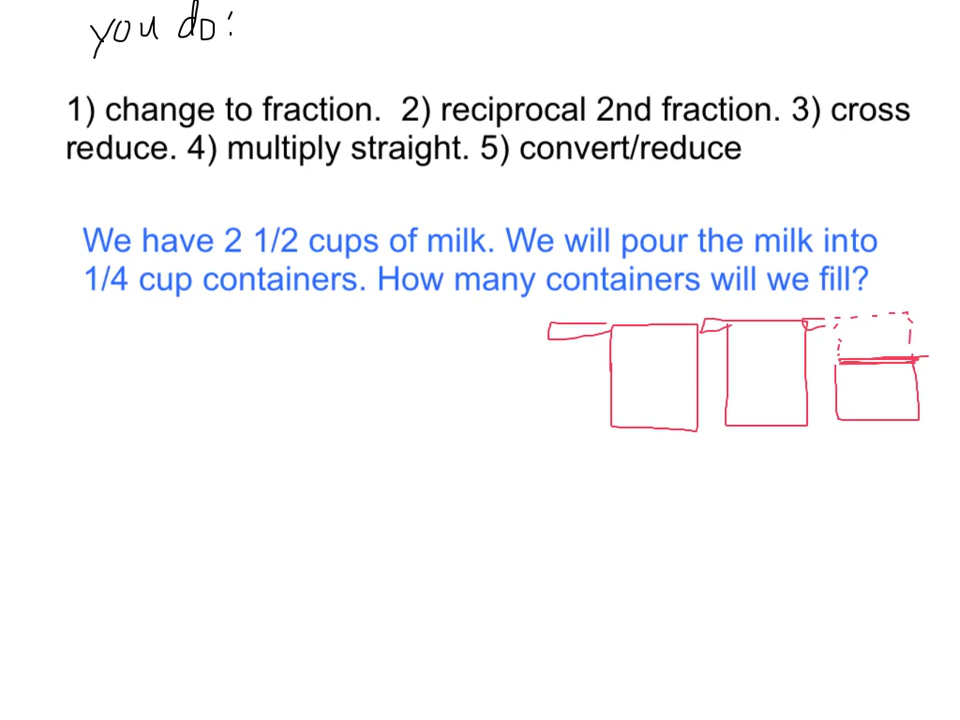 you do:
1) change to fraction.  2) reciprocal 2nd fraction. 3) cross
reduce. 4) multiply straight. 5) convert/reduce
We have 2 1/2 cups of milk. We will pour the milk into
1/4 cup containers. How many containers will we fill?